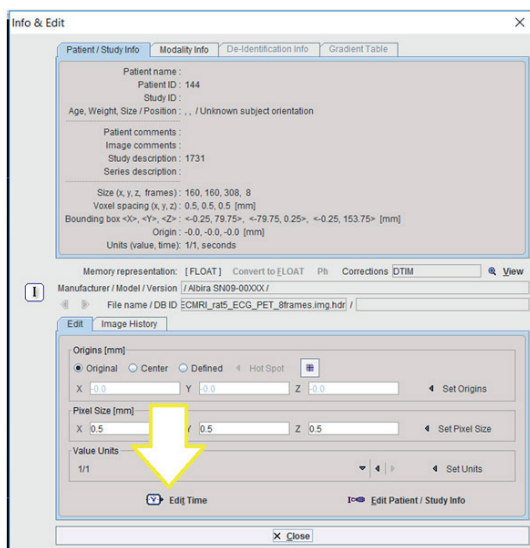 Info & Edit
Patient / Study Info Modality Info De-Identification Info Gradient Table
Patient name :
Patient ID : 144
Study ID :
Age, Weight, Size / Position : , , / Unknown subject orientation
Patient comments :
Image comments :
Study description : 1731
Series description :
Size (x, y, z, frames) : 160, 160, 308, 8
Voxel spacing (x, y, z) : 0.5, 0.5, 0.5 [mm]
Bounding box <X>, <Y>, <Z> : <-0.25, 79.75>, <-79.75, 0.25>, <-0.25, 153.75> [mm]
Origin : -0.0, -0.0, -0.0 [mm]
Units (value, time) : 1/1, seconds
Memory representation: [ FLOAT ] Convert to FLOAT Ph Corrections DTIM View
Manufacturer / Model / Version / Albira SN09-00XXX /
File name / DB ID ECMRI_rat5_ECG_PET_8frames.img.hdr /
Edit Image History
Origins [mm]
Original Center Defined Hot Spot
X -0.0 Y -0.0 Z -0.0 Set Origins
Pixel Size [mm]
X 0.5 Y 0.5 Z 0.5 Set Pixel Size
Value Units
1/1 Set Units
Edit Time Edit Patient / Study Info
Close